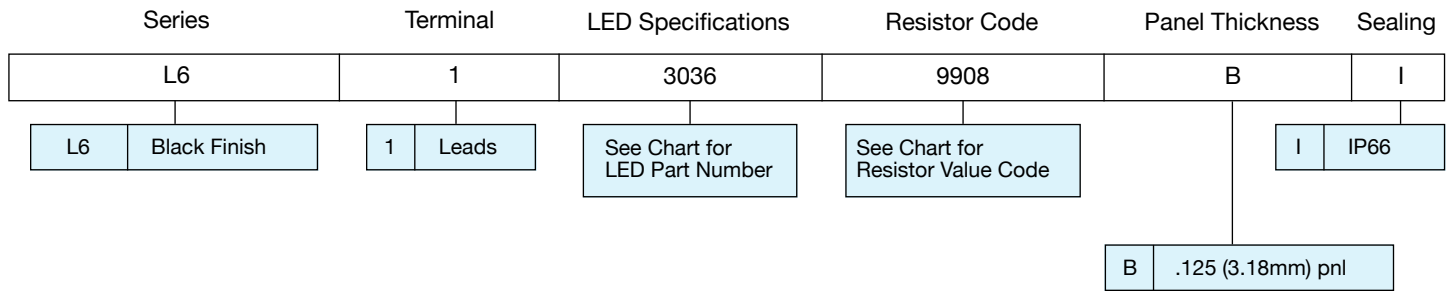 Series Terminal LED Specifications Resistor Code Panel Thickness Sealing
L6 1 3036 9908 B I
L6 Black Finish 1 Leads See Chart for See Chart for I IP66
LED Part Number Resistor Value Code
B .125 (3.18mm) pnl